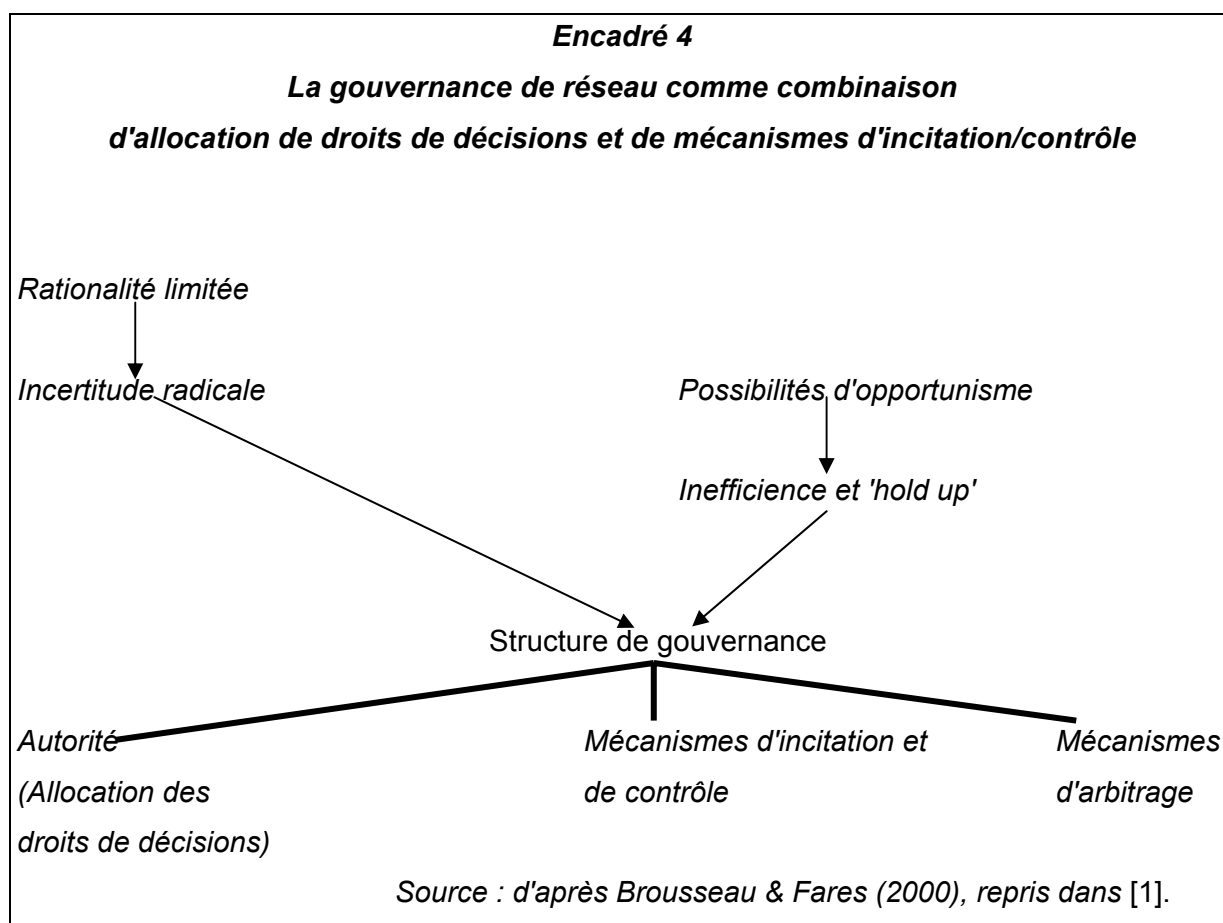 Encadré 4
La gouvernance de réseau comme combinaison
d'allocation de droits de décisions et de mécanismes d'incitation/contrôle
Rationalité limitée
Incertitude radicale
Possibilités d'opportunisme
Inefficience et 'hold up'
Structure de gouvernance
Autorité
(Allocation des
droits de décisions)
Mécanismes d'incitation et
de contrôle
Mécanismes
d'arbitrage
Source : d'après Brousseau & Fares (2000), repris dans [1].